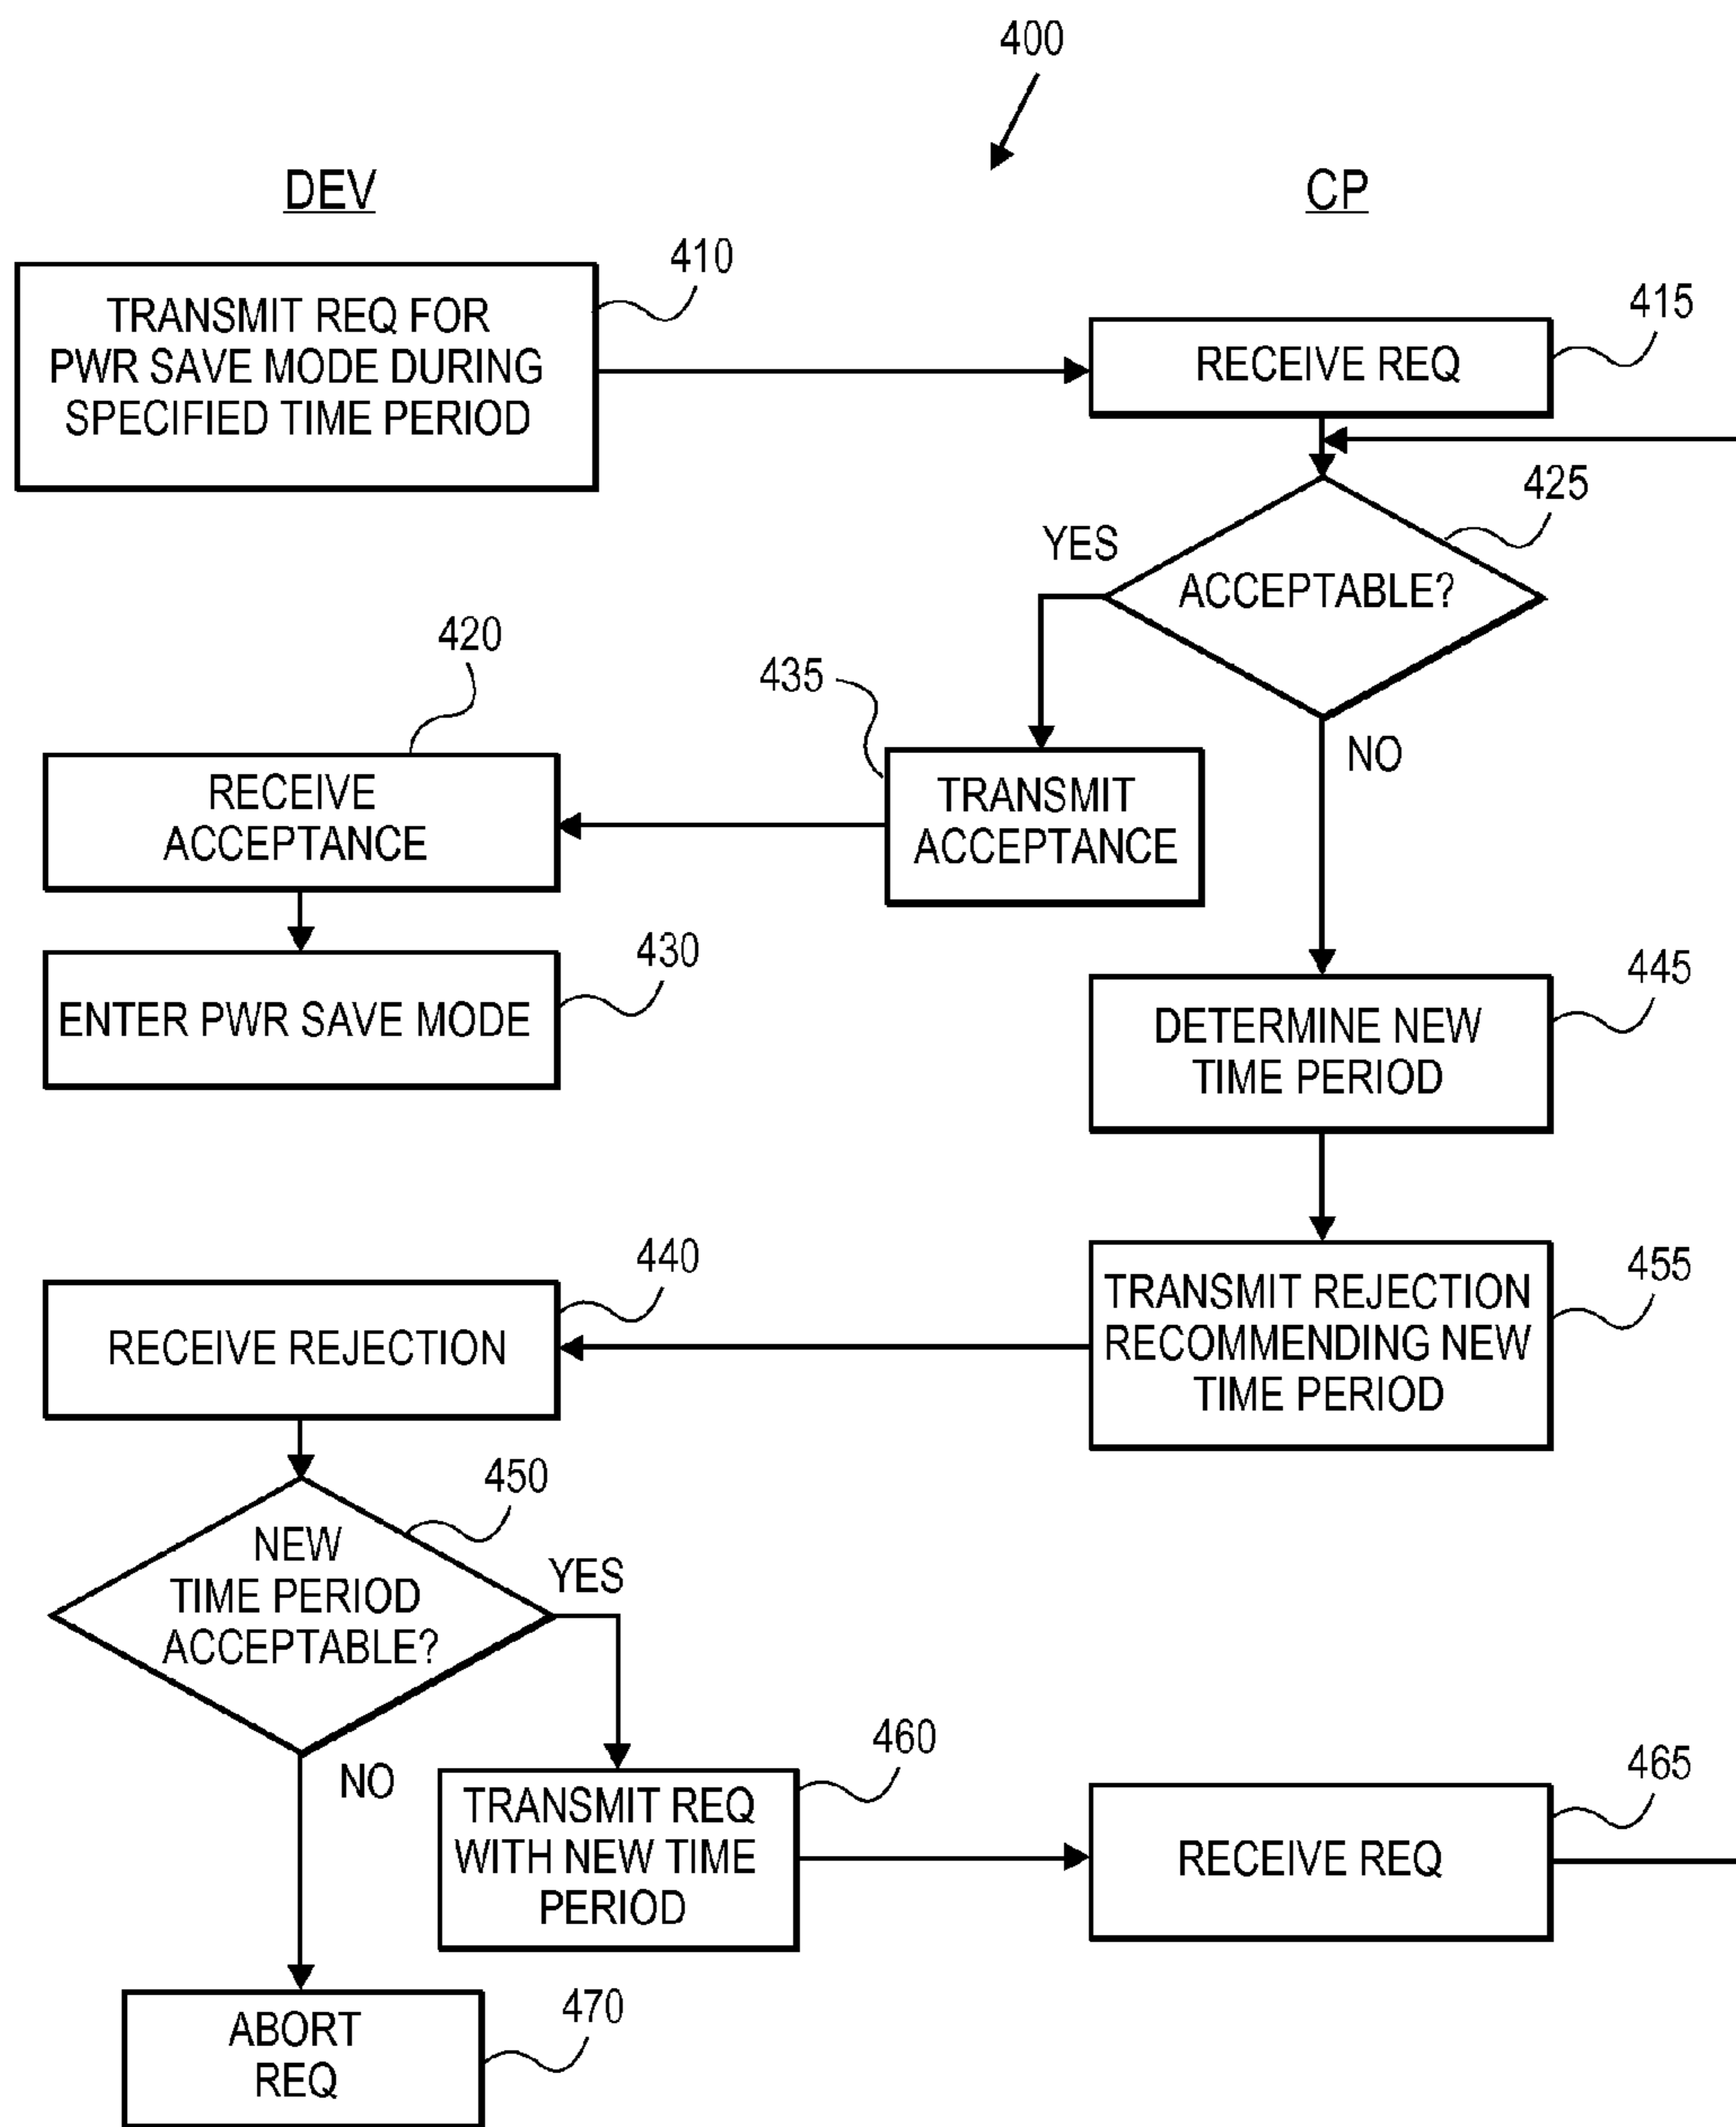 400
DEV
CP
410
TRANSMIT REQ FOR
PWR SAVE MODE DURING
SPECIFIED TIME PERIOD
415
RECEIVE REQ
425
YES
ACCEPTABLE?
NO
420
435
RECEIVE
ACCEPTANCE
TRANSMIT
ACCEPTANCE
430
ENTER PWR SAVE MODE
445
DETERMINE NEW
TIME PERIOD
440
RECEIVE REJECTION
455
TRANSMIT REJECTION
RECOMMENDING NEW
TIME PERIOD
450
NEW
TIME PERIOD
ACCEPTABLE?
YES
NO
460
TRANSMIT REQ
WITH NEW TIME
PERIOD
465
RECEIVE REQ
470
ABORT
REQ